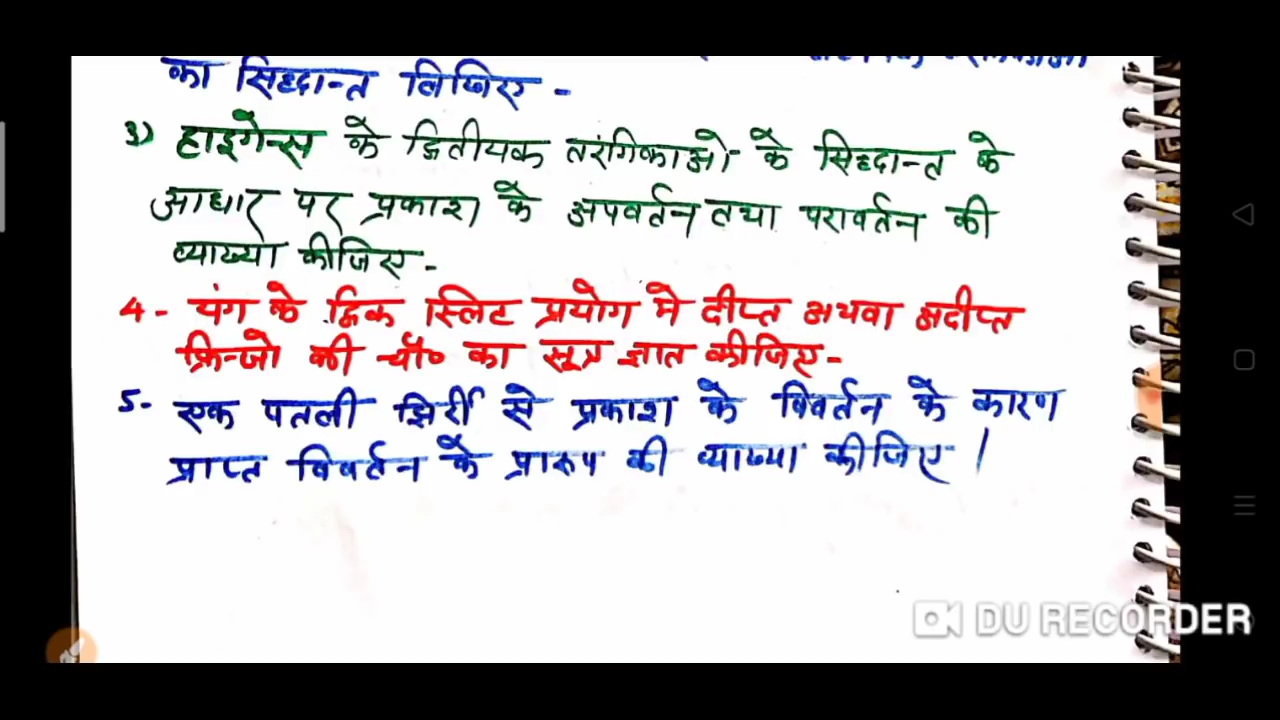 का सिद्धान्त लिखिए -
3) हाइगेन्स के द्वितीयक तरंगिकाओ के सिद्धान्त के
आधार पर प्रकाश के अपवर्तन तथा परावर्तन की
व्याख्या कीजिए -
4 - यंग के द्विक स्लिट प्रयोग मे दीप्त अथवा अदीप्त
फ्रिन्जो की चौ० का सूत्र ज्ञात कीजिए -
5 - एक पतली झिर्री से प्रकाश के विवर्तन के कारण
प्राप्त विवर्तन के प्रारुप की व्याख्या कीजिए |
DU RECORDER